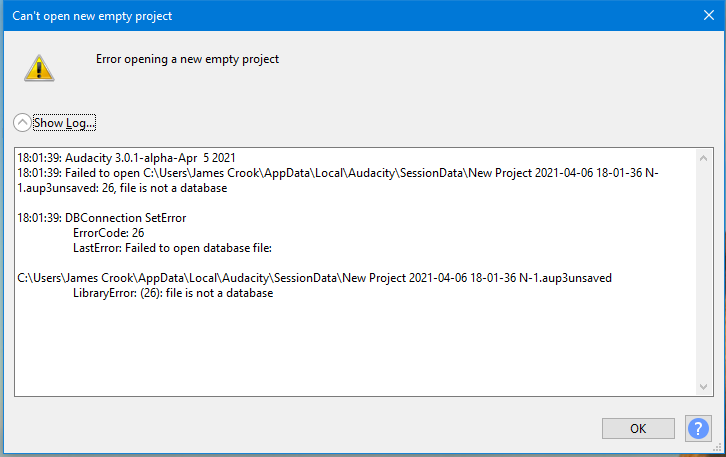 Can't open new empty project
Error opening a new empty project
Show Log...
18:01:39: Audacity 3.0.1-alpha-Apr  5 2021
18:01:39: Failed to open C:\Users\James Crook\AppData\Local\Audacity\SessionData\New Project 2021-04-06 18-01-36 N-
1.aup3unsaved: 26, file is not a database
18:01:39: DBConnection SetError
ErrorCode: 26
LastError: Failed to open database file:
C:\Users\James Crook\AppData\Local\Audacity\SessionData\New Project 2021-04-06 18-01-36 N-1.aup3unsaved
LibraryError: (26): file is not a database
OK
?